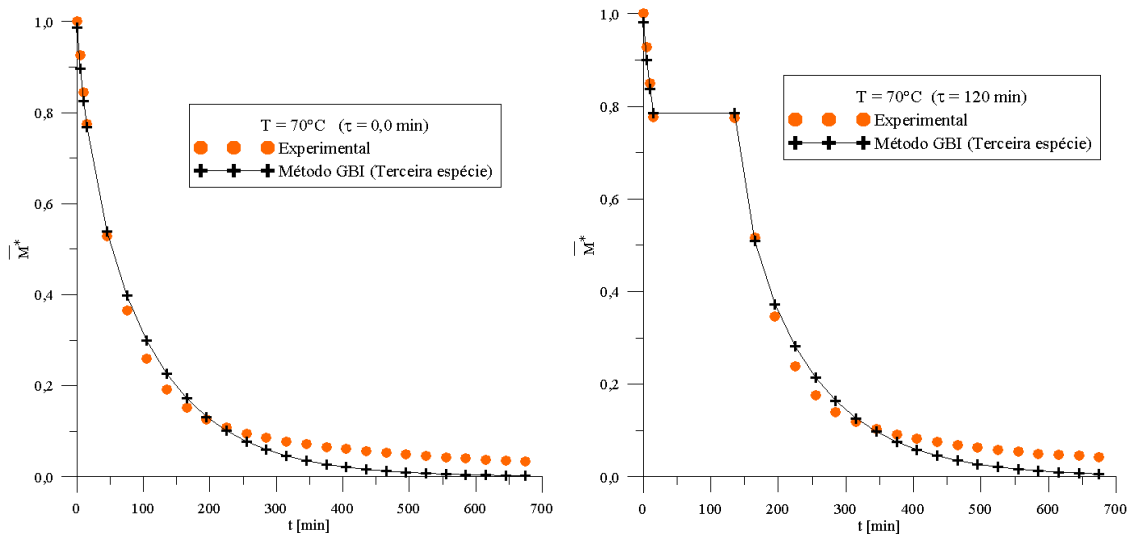 1,0
0,8
0,6
0,4
0,2
0,0
M*
T = 70°C (τ = 0,0 min)
Experimental
Método GBI (Terceira espécie)
0 100 200 300 400 500 600 700
t [min]
1,0
0,8
0,6
0,4
0,2
0,0
M*
T = 70°C (τ = 120 min)
Experimental
Método GBI (Terceira espécie)
0 100 200 300 400 500 600 700
t [min]